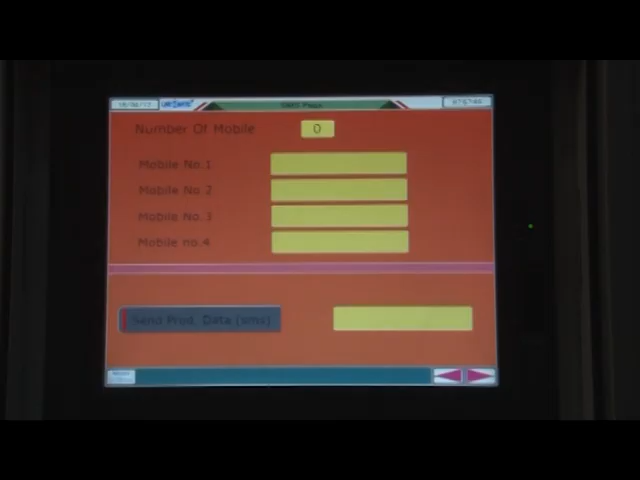 Number Of Mobile 0
Mobile No.1
Mobile No.2
Mobile No.3
Mobile no.4
Send Prod. Data (sms)